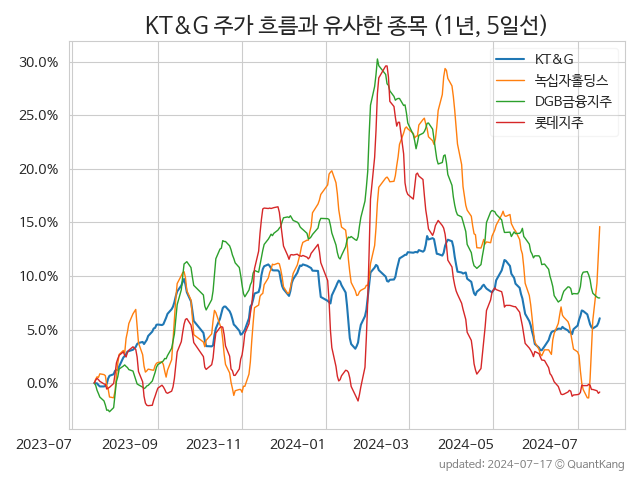 KT&G 주가 흐름과 유사한 종목 (1년, 5일선)
KT&G
녹십자홀딩스
DGB금융지주
롯데지주
30.0%
25.0%
20.0%
15.0%
10.0%
5.0%
0.0%
2023-07
2023-09
2023-11
2024-01
2024-03
2024-05
2024-07
updated: 2024-07-17 © QuantKang